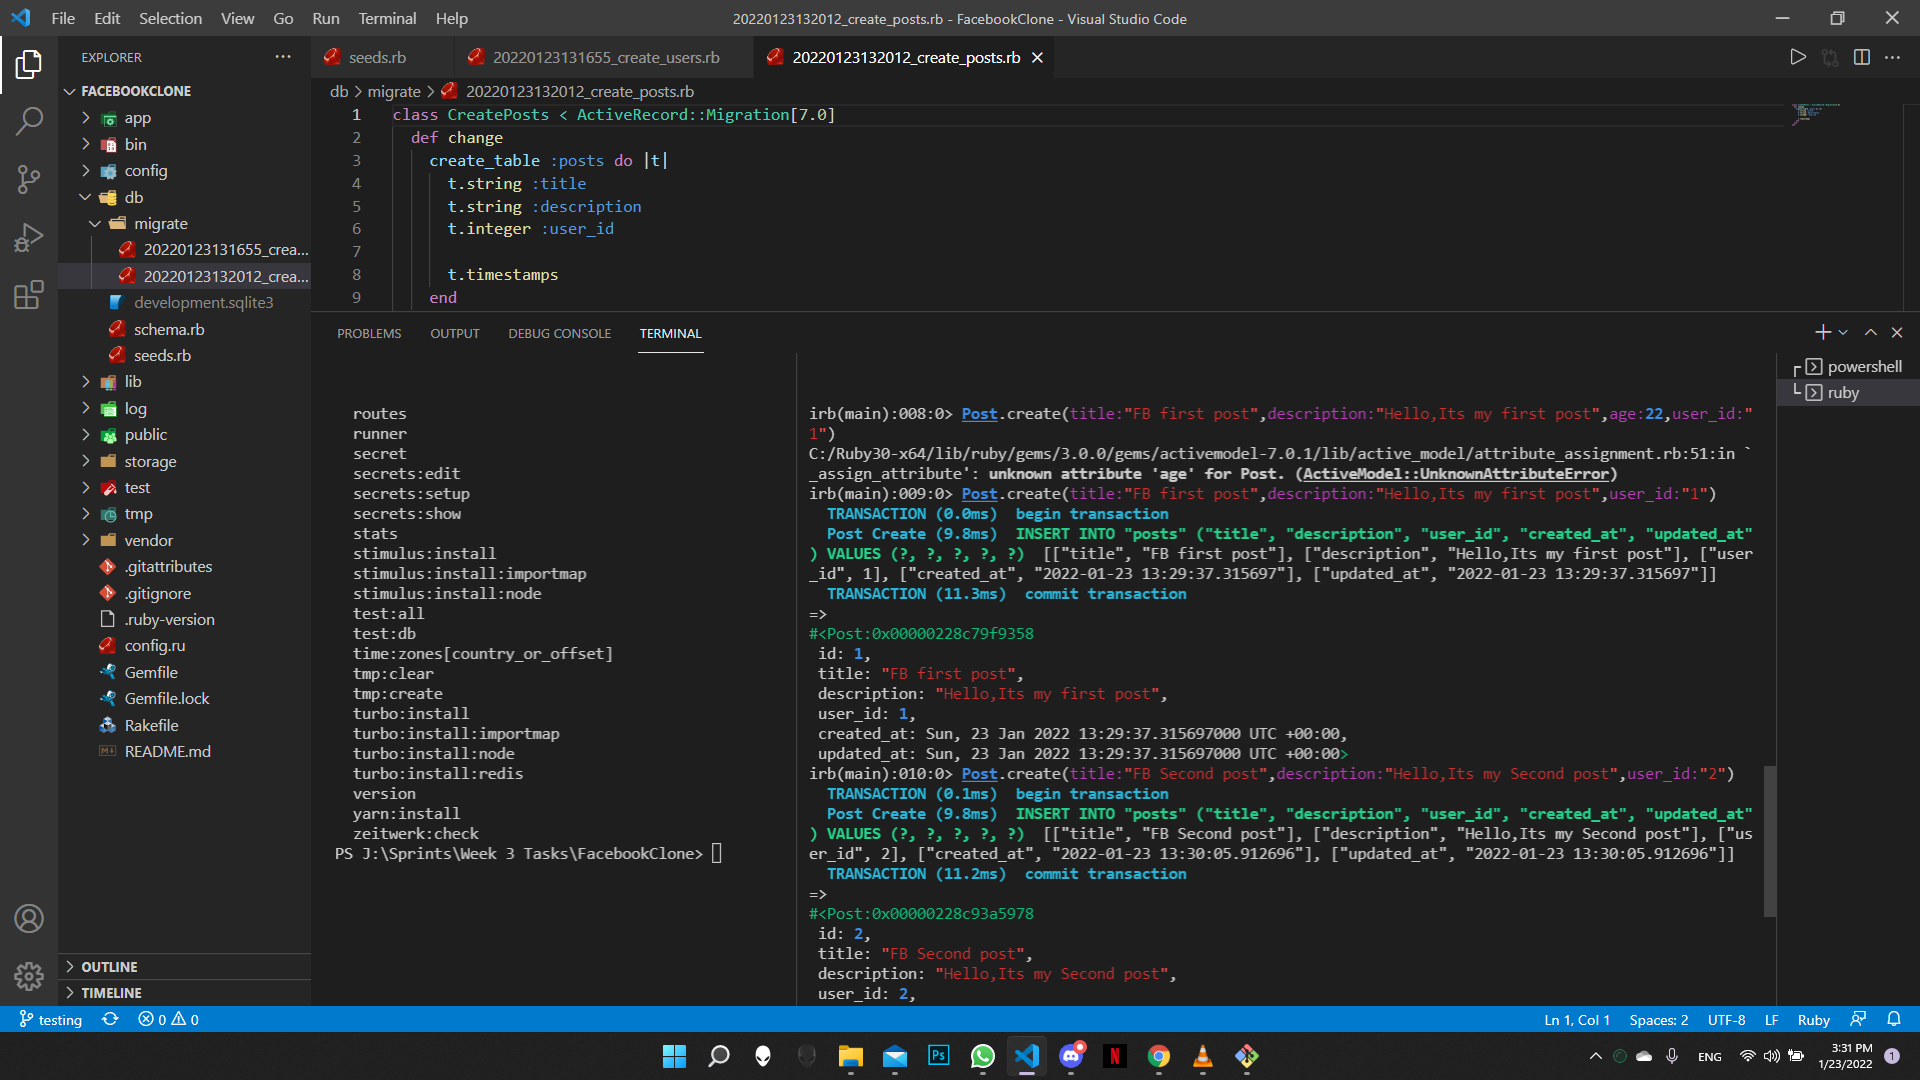 File Edit Selection View Go Run Terminal Help
20220123132012_create_posts.rb - FacebookClone - Visual Studio Code
EXPLORER
seeds.rb
20220123131655_create_users.rb
20220123132012_create_posts.rb
FACEBOOKCLONE
app
bin
config
db
migrate
20220123131655_crea...
20220123132012_crea...
development.sqlite3
schema.rb
seeds.rb
lib
log
public
storage
test
tmp
vendor
.gitattributes
.gitignore
.ruby-version
config.ru
Gemfile
Gemfile.lock
Rakefile
README.md
OUTLINE
TIMELINE
db > migrate > 20220123132012_create_posts.rb
1 class CreatePosts < ActiveRecord::Migration[7.0]
2 def change
3 create_table :posts do |t|
4 t.string :title
5 t.string :description
6 t.integer :user_id
7
8 t.timestamps
9 end
PROBLEMS OUTPUT DEBUG CONSOLE TERMINAL
routes
runner
secret
secrets:edit
secrets:setup
secrets:show
stats
stimulus:install
stimulus:install:importmap
stimulus:install:node
test:all
test:db
time:zones[country_or_offset]
tmp:clear
tmp:create
turbo:install
turbo:install:importmap
turbo:install:node
turbo:install:redis
version
yarn:install
zeitwerk:check
PS J:\Sprints\Week 3 Tasks\FacebookClone>
irb(main):008:0> Post.create(title:"FB first post",description:"Hello,Its my first post",age:22,user_id:"
1")
C:/Ruby30-x64/lib/ruby/gems/3.0.0/gems/activemodel-7.0.1/lib/active_model/attribute_assignment.rb:51:in `
_assign_attribute': unknown attribute 'age' for Post. (ActiveModel::UnknownAttributeError)
irb(main):009:0> Post.create(title:"FB first post",description:"Hello,Its my first post",user_id:"1")
TRANSACTION (0.0ms) begin transaction
Post Create (9.8ms) INSERT INTO "posts" ("title", "description", "user_id", "created_at", "updated_at"
) VALUES (?, ?, ?, ?, ?) [["title", "FB first post"], ["description", "Hello,Its my first post"], ["user
_id", 1], ["created_at", "2022-01-23 13:29:37.315697"], ["updated_at", "2022-01-23 13:29:37.315697"]]
TRANSACTION (11.3ms) commit transaction
=>
#<Post:0x00000228c79f9358
id: 1,
title: "FB first post",
description: "Hello,Its my first post",
user_id: 1,
created_at: Sun, 23 Jan 2022 13:29:37.315697000 UTC +00:00,
updated_at: Sun, 23 Jan 2022 13:29:37.315697000 UTC +00:00>
irb(main):010:0> Post.create(title:"FB Second post",description:"Hello,Its my Second post",user_id:"2")
TRANSACTION (0.1ms) begin transaction
Post Create (9.8ms) INSERT INTO "posts" ("title", "description", "user_id", "created_at", "updated_at"
) VALUES (?, ?, ?, ?, ?) [["title", "FB Second post"], ["description", "Hello,Its my Second post"], ["us
er_id", 2], ["created_at", "2022-01-23 13:30:05.912696"], ["updated_at", "2022-01-23 13:30:05.912696"]]
TRANSACTION (11.2ms) commit transaction
=>
#<Post:0x00000228c93a5978
id: 2,
title: "FB Second post",
description: "Hello,Its my Second post",
user_id: 2,
powershell
ruby
testing
0 0
Ln 1, Col 1 Spaces: 2 UTF-8 LF Ruby
Ps
N
ENG
3:31 PM
1/23/2022
1